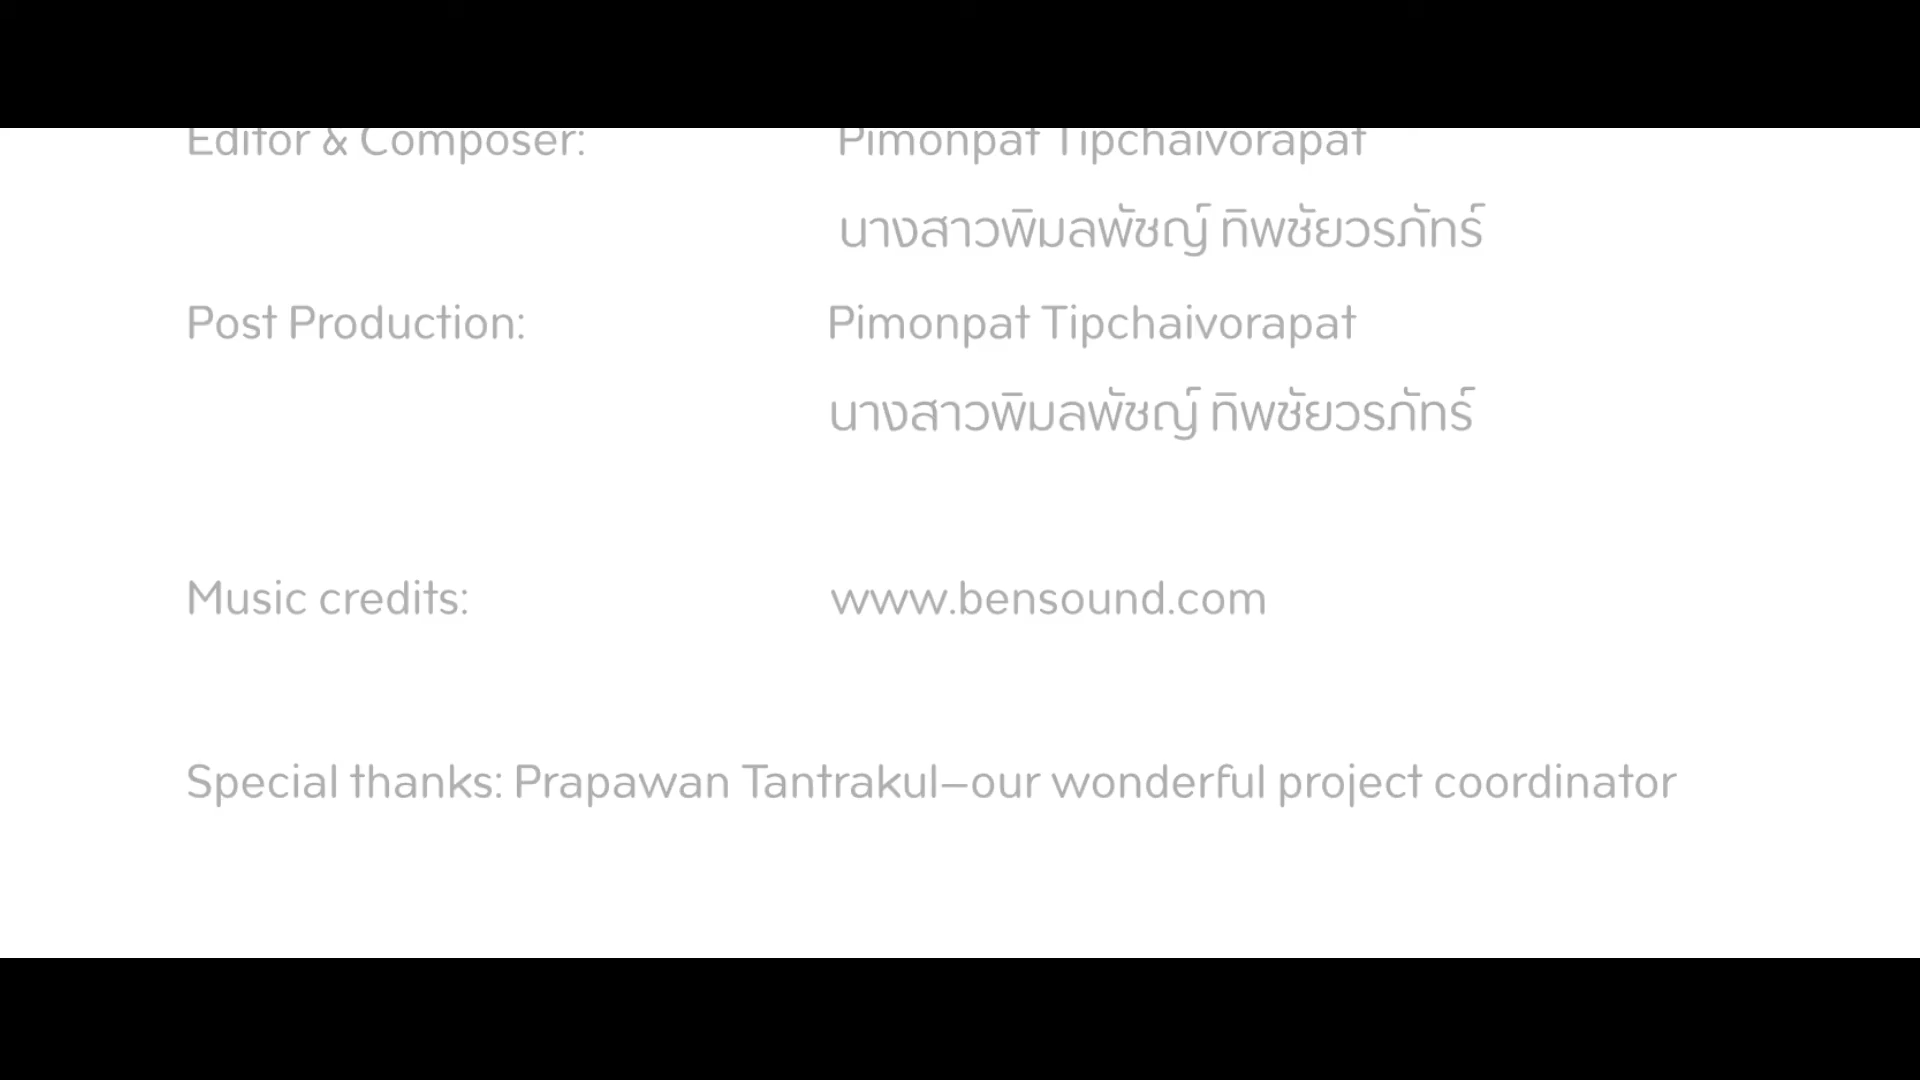 Editor & Composer: Pimonpat Tipchaivorapat
นางสาวพิมลพัชญ์ ทิพชัยวรภัทร์
Post Production: Pimonpat Tipchaivorapat
นางสาวพิมลพัชญ์ ทิพชัยวรภัทร์
Music credits: www.bensound.com
Special thanks: Prapawan Tantrakul–our wonderful project coordinator